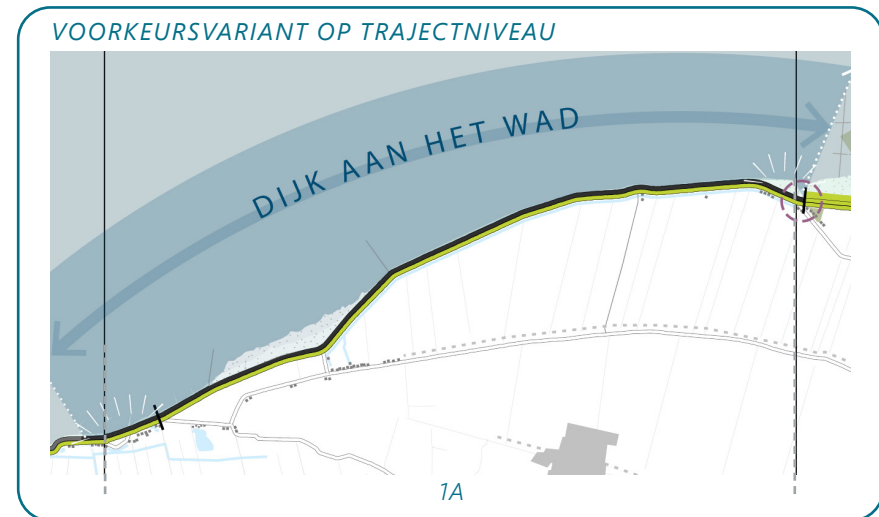 VOORKEURSVARIANT OP TRAJECTNIVEAU
DIJK AAN HET WAD
1A